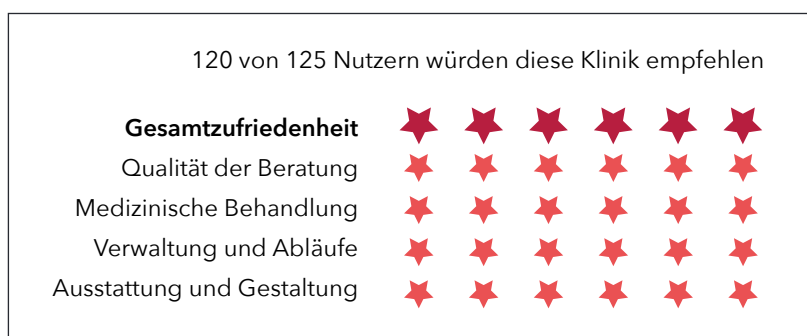 120 von 125 Nutzern würden diese Klinik empfehlen
Gesamtzufriedenheit
Qualität der Beratung
Medizinische Behandlung
Verwaltung und Abläufe
Ausstattung und Gestaltung